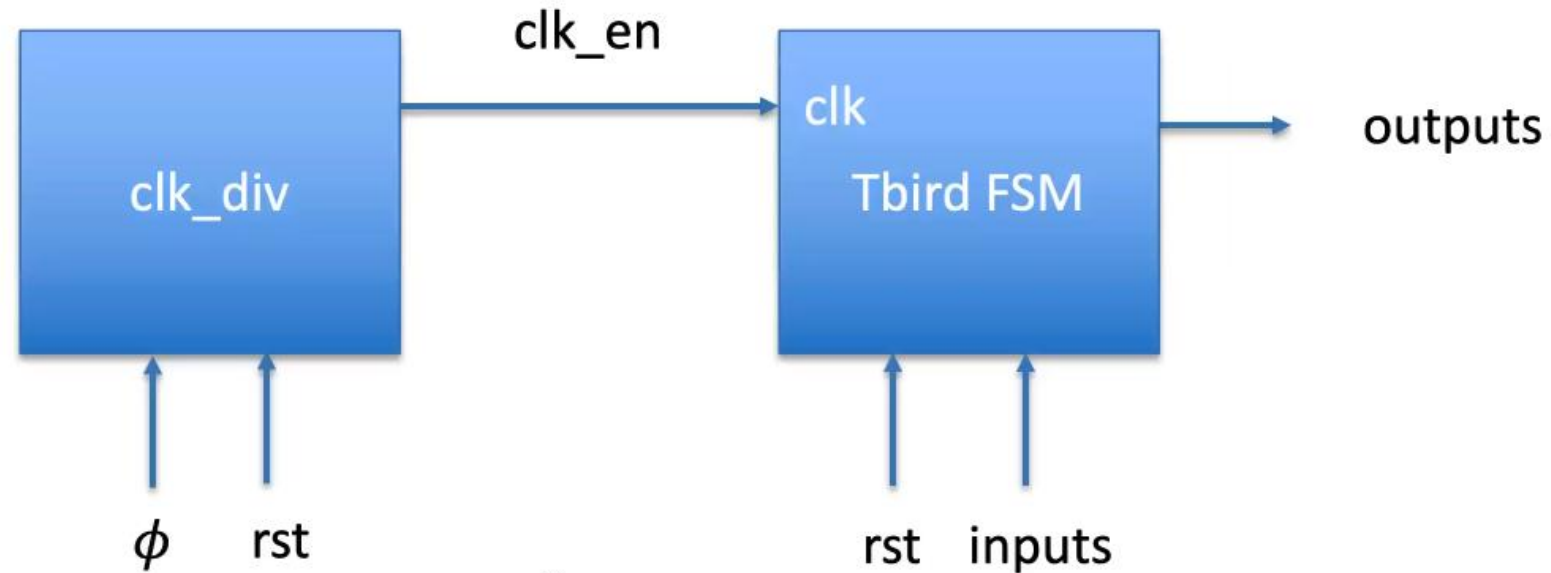 clk_en
clk
outputs
clk_div
Tbird FSM
ϕ rst
rst inputs